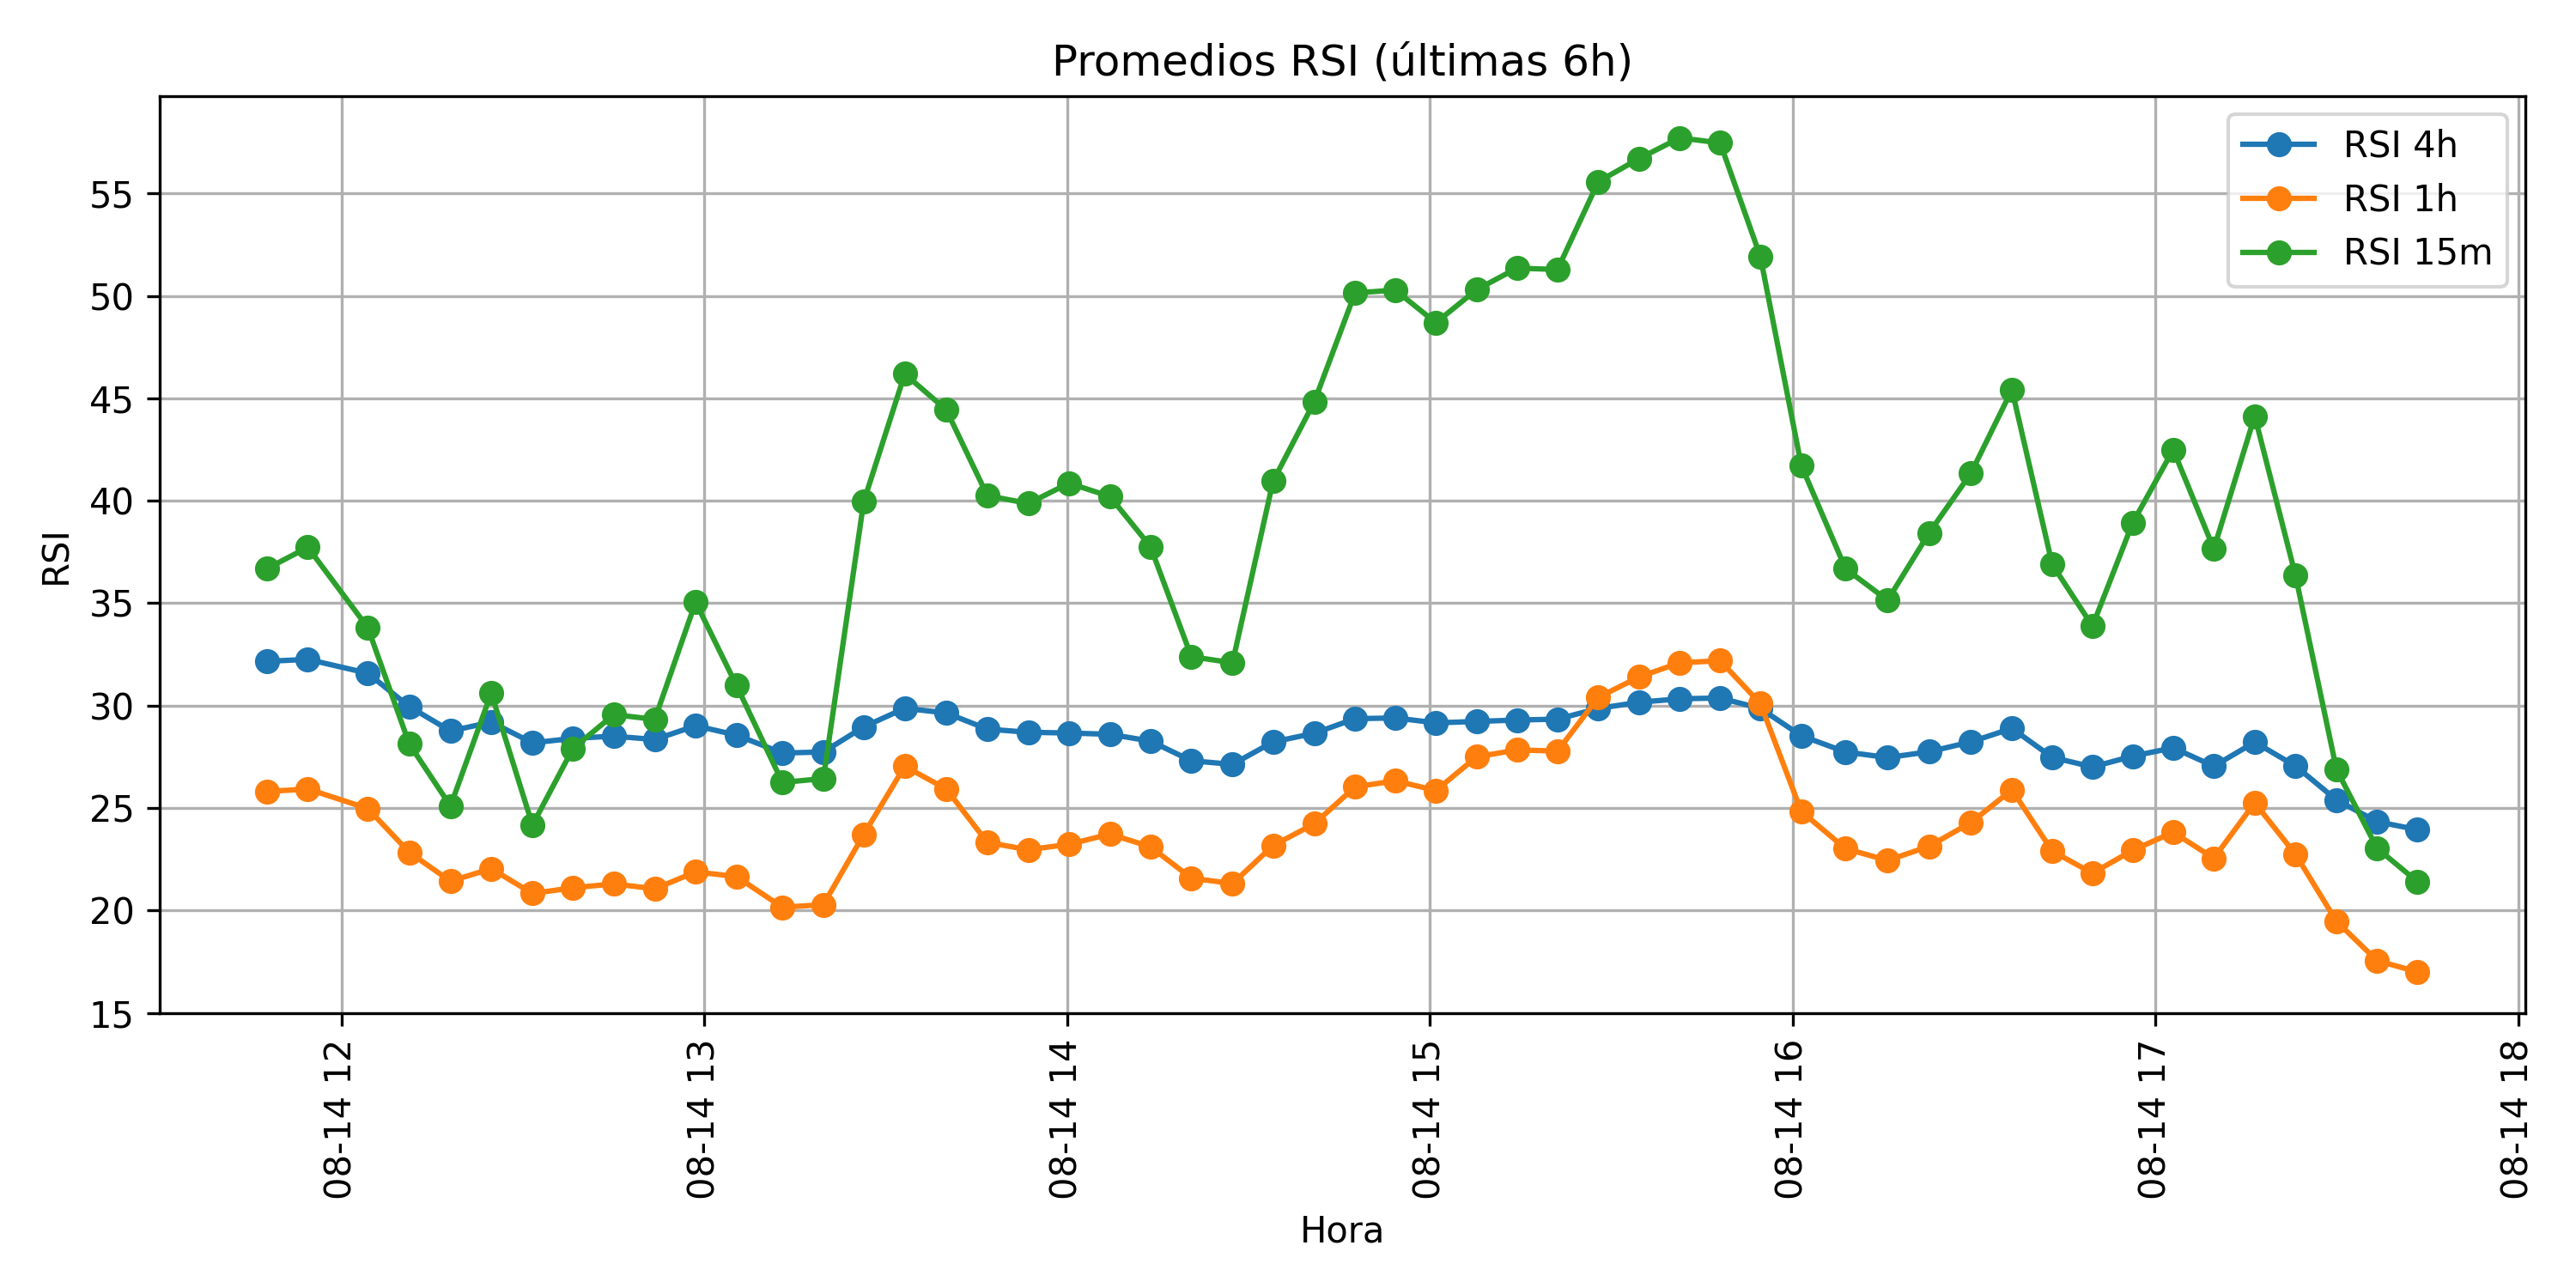 Promedios RSI (últimas 6h)
RSI 4h
RSI 1h
RSI 15m
RSI
55
50
45
40
35
30
25
20
15
08-14 12
08-14 13
08-14 14
08-14 15
08-14 16
08-14 17
08-14 18
Hora